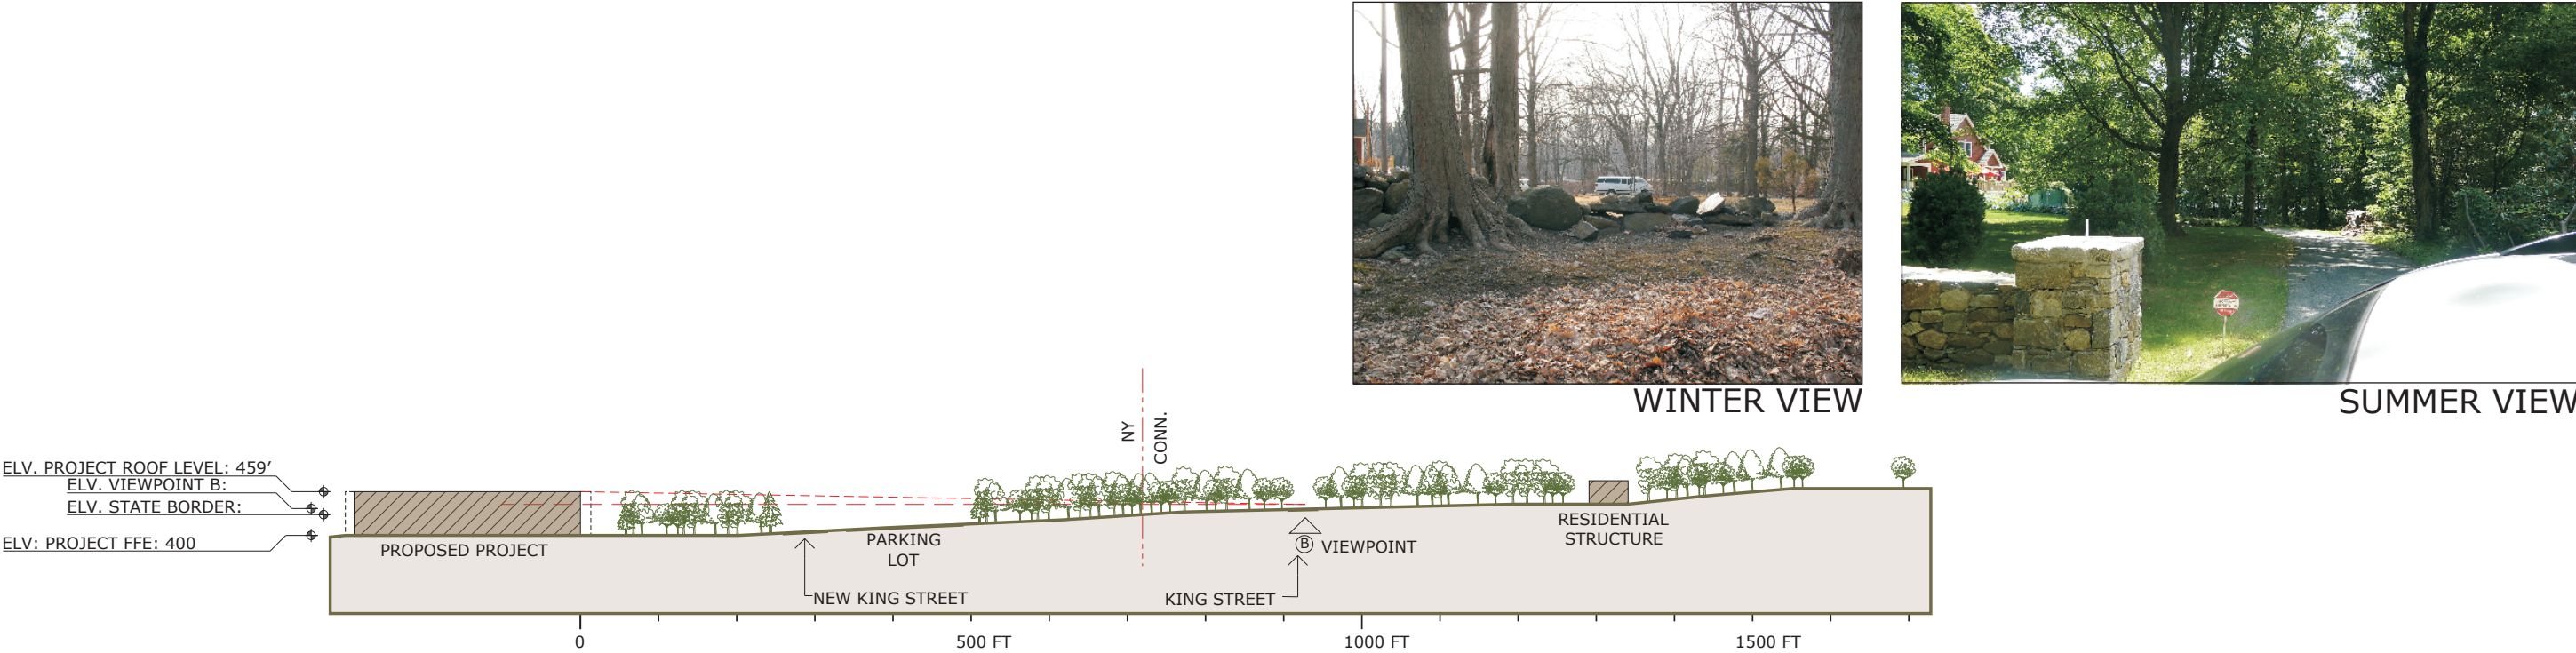 WINTER VIEW
SUMMER VIEW
NY
CONN.
ELV. PROJECT ROOF LEVEL: 459'
ELV. VIEWPOINT B:
ELV. STATE BORDER:
ELV: PROJECT FFE: 400
PROPOSED PROJECT
PARKING
LOT
NEW KING STREET
KING STREET
B
VIEWPOINT
RESIDENTIAL
STRUCTURE
0
500 FT
1000 FT
1500 FT